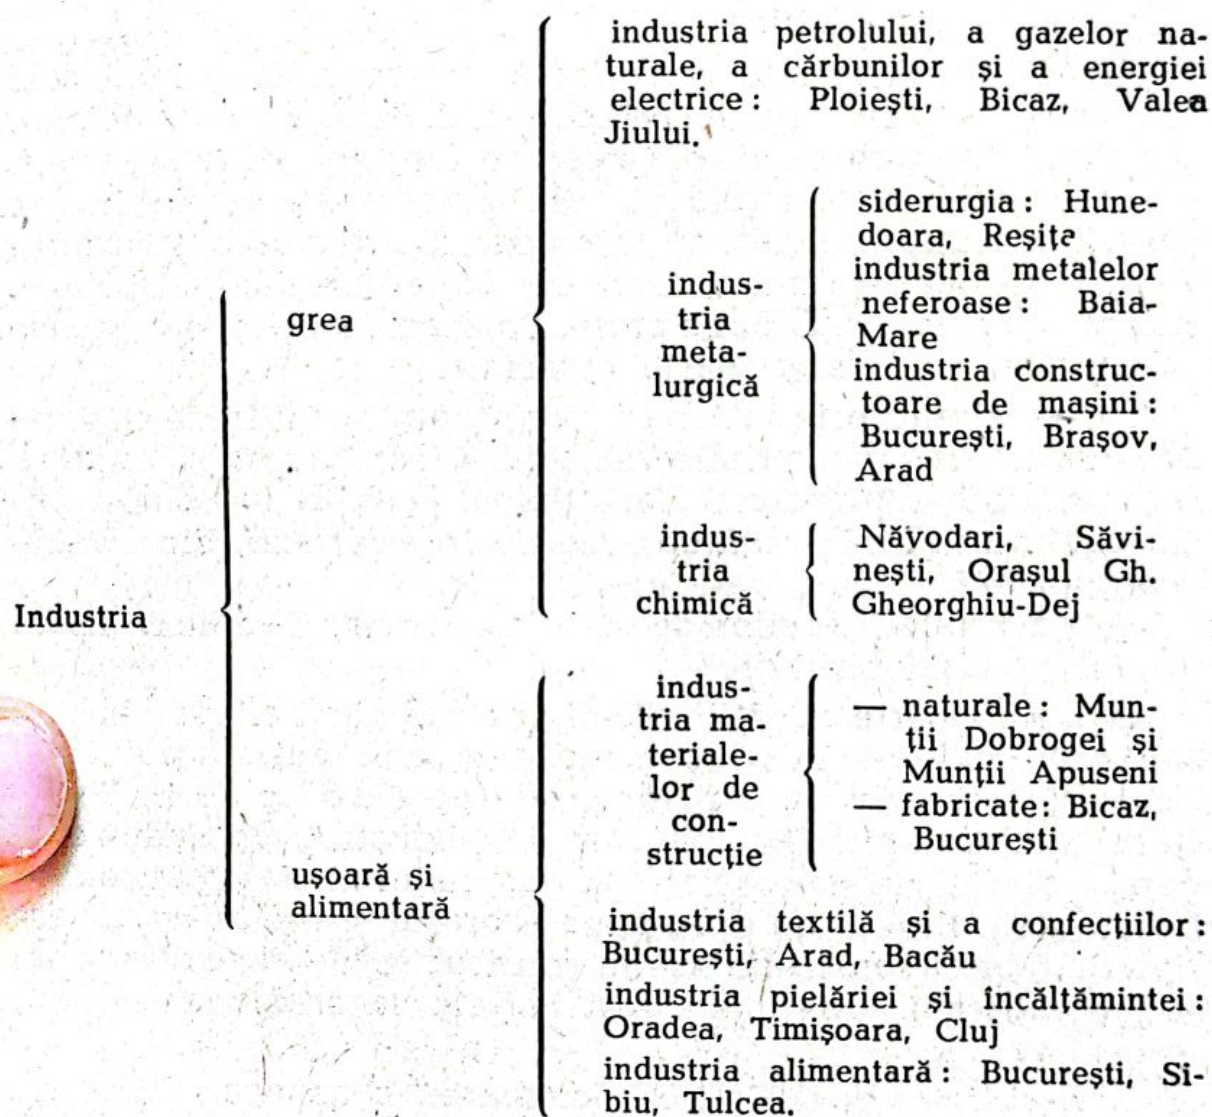 industria petrolului, a gazelor na-
turale, a cărbunilor și a energiei
electrice: Ploiești, Bicaz, Valea
Jiului.
grea
indus-
tria
meta-
lurgică
siderurgia: Hune-
doara, Reșița
industria metalelor
neferoase: Baia-
Mare
industria construc-
toare de mașini:
București, Brașov,
Arad
indus-
tria
chimică
Năvodari, Săvi-
nești, Orașul Gh.
Gheorghiu-Dej
Industria
ușoară și
alimentară
indus-
tria ma-
teriale-
lor de
con-
strucție
— naturale: Mun-
ții Dobrogei și
Munții Apuseni
— fabricate: Bicaz,
București
industria textilă și a confecțiilor:
București, Arad, Bacău
industria pielăriei și încălțămintei:
Oradea, Timișoara, Cluj
industria alimentară: București, Si-
biu, Tulcea.